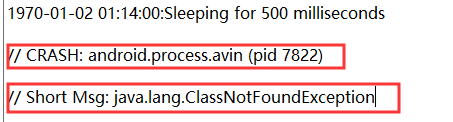 1970-01-02 01:14:00:Sleeping for 500 milliseconds
// CRASH: android.process.avin (pid 7822)
// Short Msg: java.lang.ClassNotFoundException